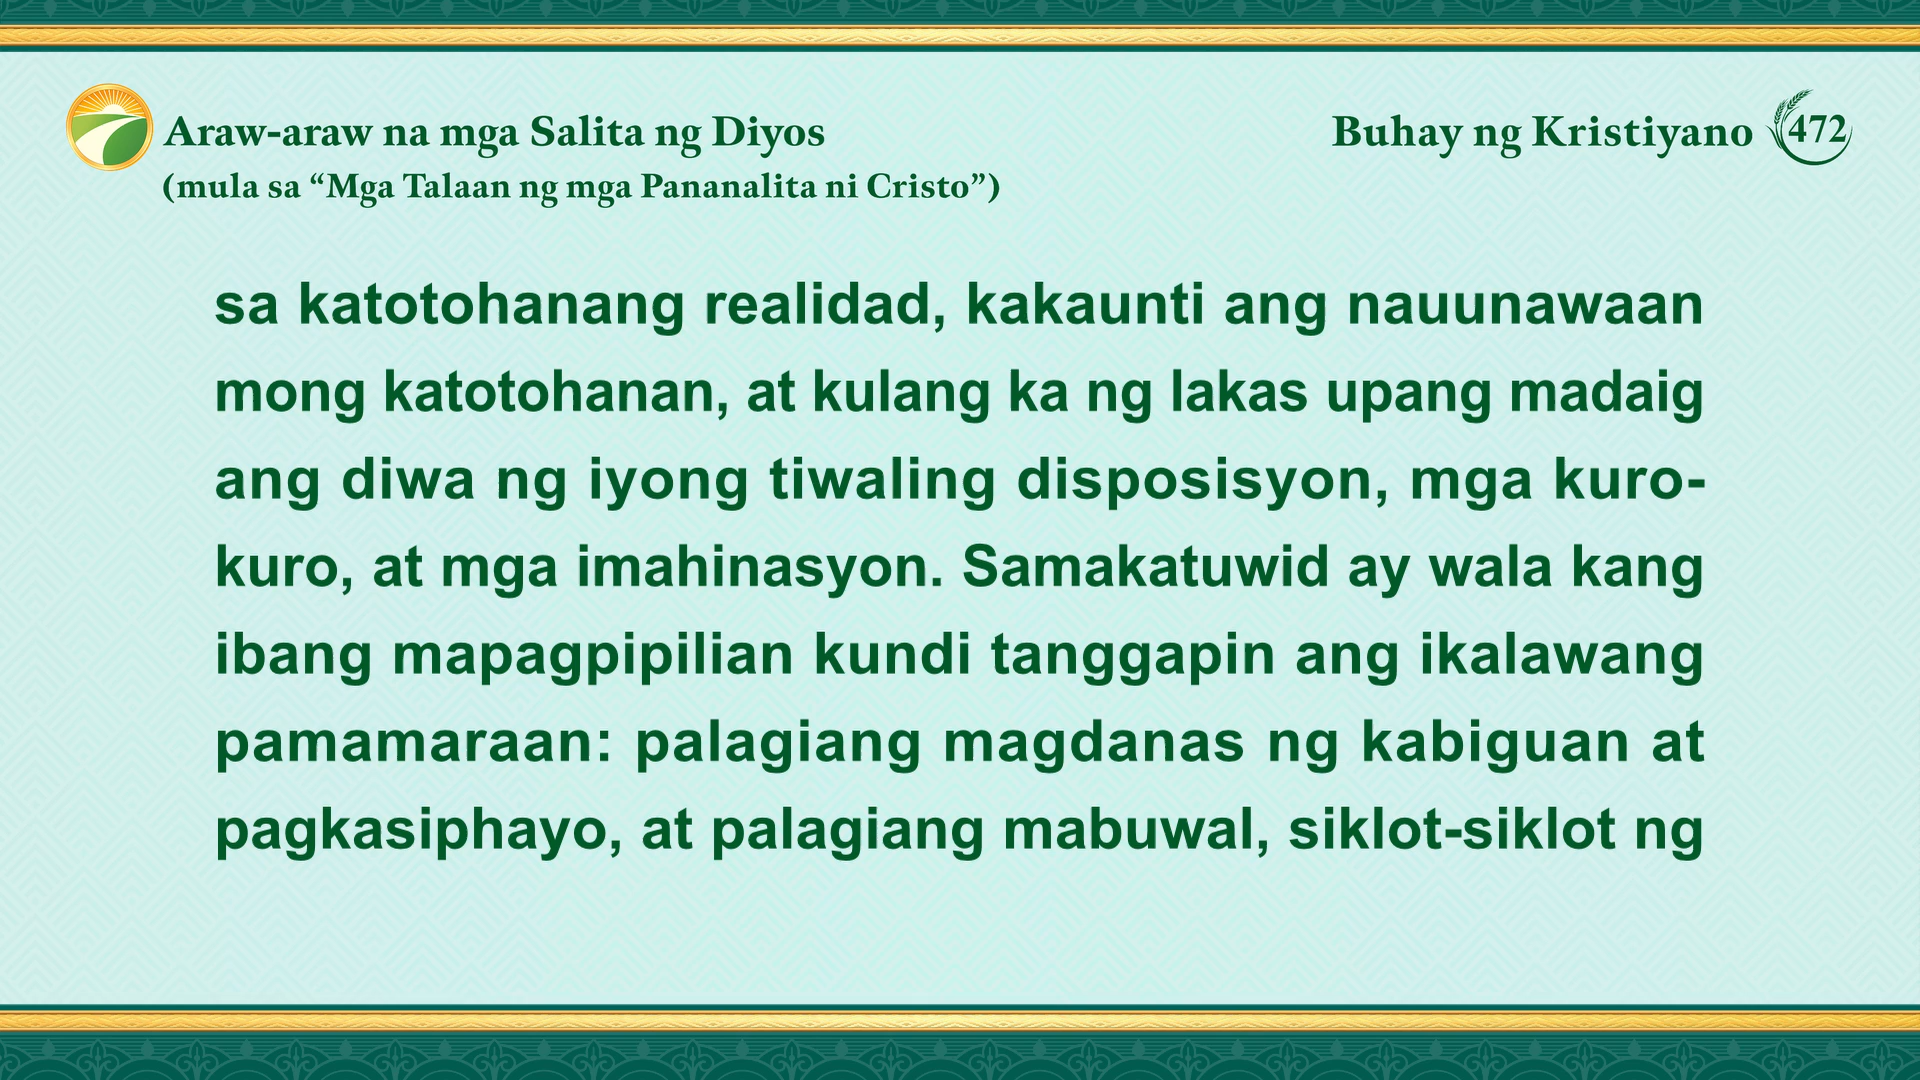 Araw-araw na mga Salita ng Diyos
(mula sa “Mga Talaan ng mga Pananalita ni Cristo”)
Buhay ng Kristiyano 472
sa katotohanang realidad, kakaunti ang nauunawaan
mong katotohanan, at kulang ka ng lakas upang madaig
ang diwa ng iyong tiwaling disposisyon, mga kuro-
kuro, at mga imahinasyon. Samakatuwid ay wala kang
ibang mapagpipilian kundi tanggapin ang ikalawang
pamamaraan: palagiang magdanas ng kabiguan at
pagkasiphayo, at palagiang mabuwal, siklot-siklot ng